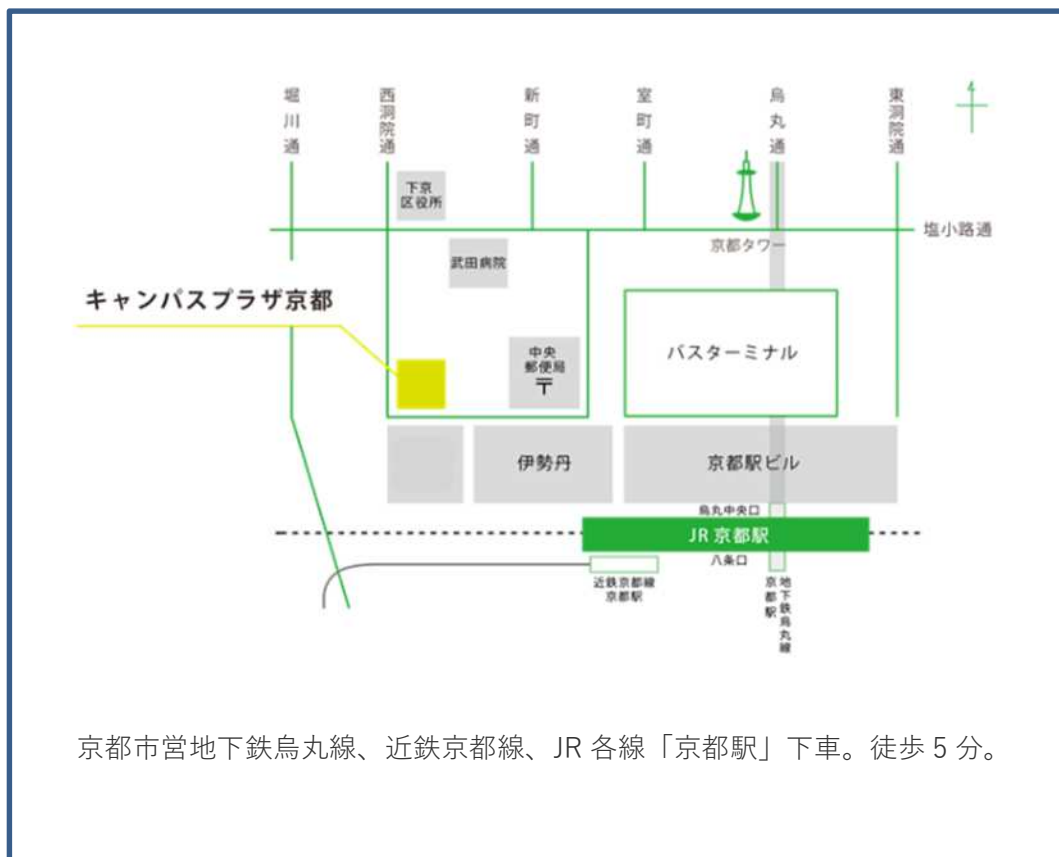 堀川通
西洞院通
新町通
室町通
烏丸通
東洞院通
下京
区役所
塩小路通
京都タワー
武田病院
キャンパスプラザ京都
中央
郵便局
〒
バスターミナル
伊勢丹
京都駅ビル
烏丸中央口
JR 京都駅
八条口
近鉄京都線
京都駅
地下鉄烏丸線
京都駅
京都市営地下鉄烏丸線、近鉄京都線、JR 各線「京都駅」下車。徒歩 5 分。